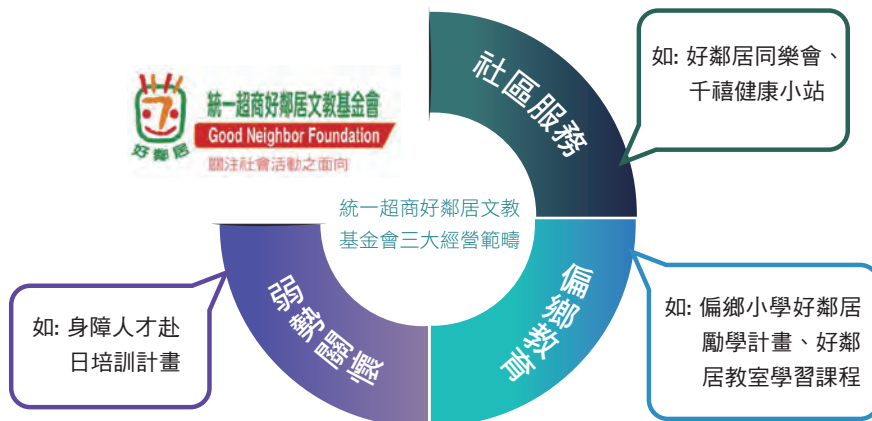 統一超商好鄰居文教基金會
Good Neighbor Foundation
好鄰居
關注社會活動之面向
社區服務
如: 好鄰居同樂會、
千禧健康小站
統一超商好鄰居文教
基金會三大經營範疇
偏鄉教育
如: 偏鄉小學好鄰居
勵學計畫、好鄰
居教室學習課程
弱勢關懷
如: 身障人才赴
日培訓計畫